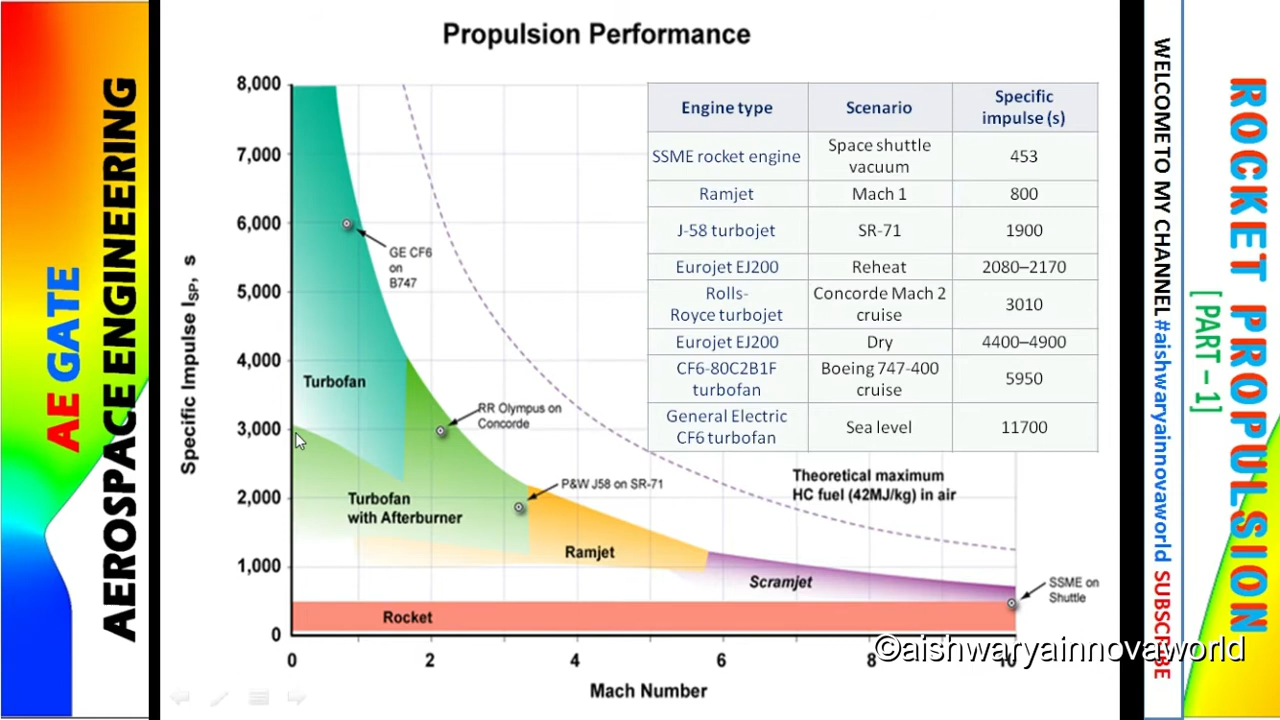 AE GATE
AEROSPACE ENGINEERING
Propulsion Performance
Specific Impulse ISP, s
8,000
7,000
6,000
5,000
4,000
3,000
2,000
1,000
0
GE CF6
on
B747
Turbofan
RR Olympus on
Concorde
P&W J58 on SR-71
Turbofan
with Afterburner
Ramjet
Scramjet
Rocket
Theoretical maximum
HC fuel (42MJ/kg) in air
SSME on
Shuttle
0 2 4 6 8 10
Mach Number
Engine type Scenario Specific
impulse (s)
SSME rocket engine Space shuttle
vacuum 453
Ramjet Mach 1 800
J-58 turbojet SR-71 1900
Eurojet EJ200 Reheat 2080–2170
Rolls-
Royce turbojet Concorde Mach 2
cruise 3010
Eurojet EJ200 Dry 4400–4900
CF6-80C2B1F
turbofan Boeing 747-400
cruise 5950
General Electric
CF6 turbofan Sea level 11700
©aishwaryainnovaworld
WELCOME TO MY CHANNEL #aishwaryainnovaworld SUBSCRIBE
[ PART – 1]
ROCKET PROPULSION